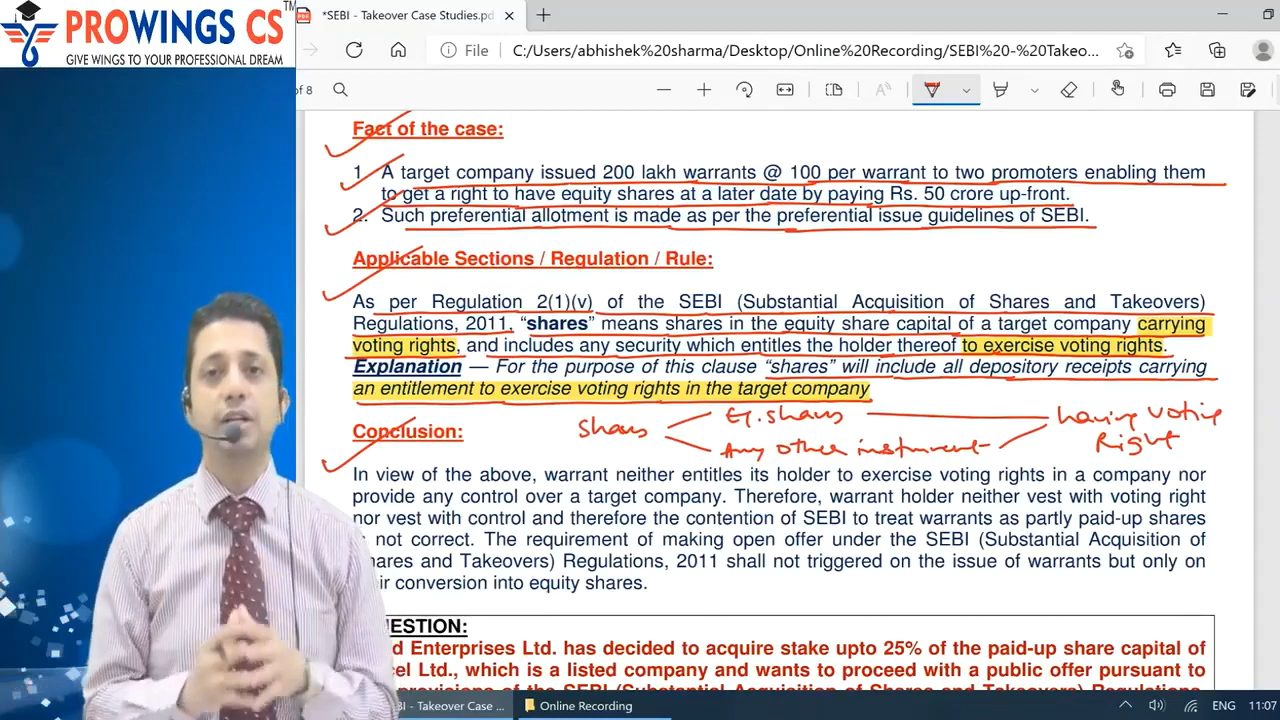 PROWINGS CS TM
GIVE WINGS TO YOUR PROFESSIONAL DREAM
*SEBI - Takeover Case Studies.pd
File C:/Users/abhishek%20sharma/Desktop/Online%20Recording/SEBI%20-%20Takeo...
of 8
Fact of the case:
1. A target company issued 200 lakh warrants @ 100 per warrant to two promoters enabling them
to get a right to have equity shares at a later date by paying Rs. 50 crore up-front.
2. Such preferential allotment is made as per the preferential issue guidelines of SEBI.
Applicable Sections / Regulation / Rule:
As per Regulation 2(1)(v) of the SEBI (Substantial Acquisition of Shares and Takeovers)
Regulations, 2011, “shares” means shares in the equity share capital of a target company carrying
voting rights, and includes any security which entitles the holder thereof to exercise voting rights.
Explanation — For the purpose of this clause “shares” will include all depository receipts carrying
an entitlement to exercise voting rights in the target company
Shares Eq. shares having voting
Any other instrument Right
Conclusion:
In view of the above, warrant neither entitles its holder to exercise voting rights in a company nor
provide any control over a target company. Therefore, warrant holder neither vest with voting right
nor vest with control and therefore the contention of SEBI to treat warrants as partly paid-up shares
not correct. The requirement of making open offer under the SEBI (Substantial Acquisition of
hares and Takeovers) Regulations, 2011 shall not triggered on the issue of warrants but only on
ir conversion into equity shares.
ESTION:
d Enterprises Ltd. has decided to acquire stake upto 25% of the paid-up share capital of
cel Ltd., which is a listed company and wants to proceed with a public offer pursuant to
provisions of the SEBI (Substantial Acquisition of Shares and Takeovers) Regulations,
BI - Takeover Case ... Online Recording ENG 11:07